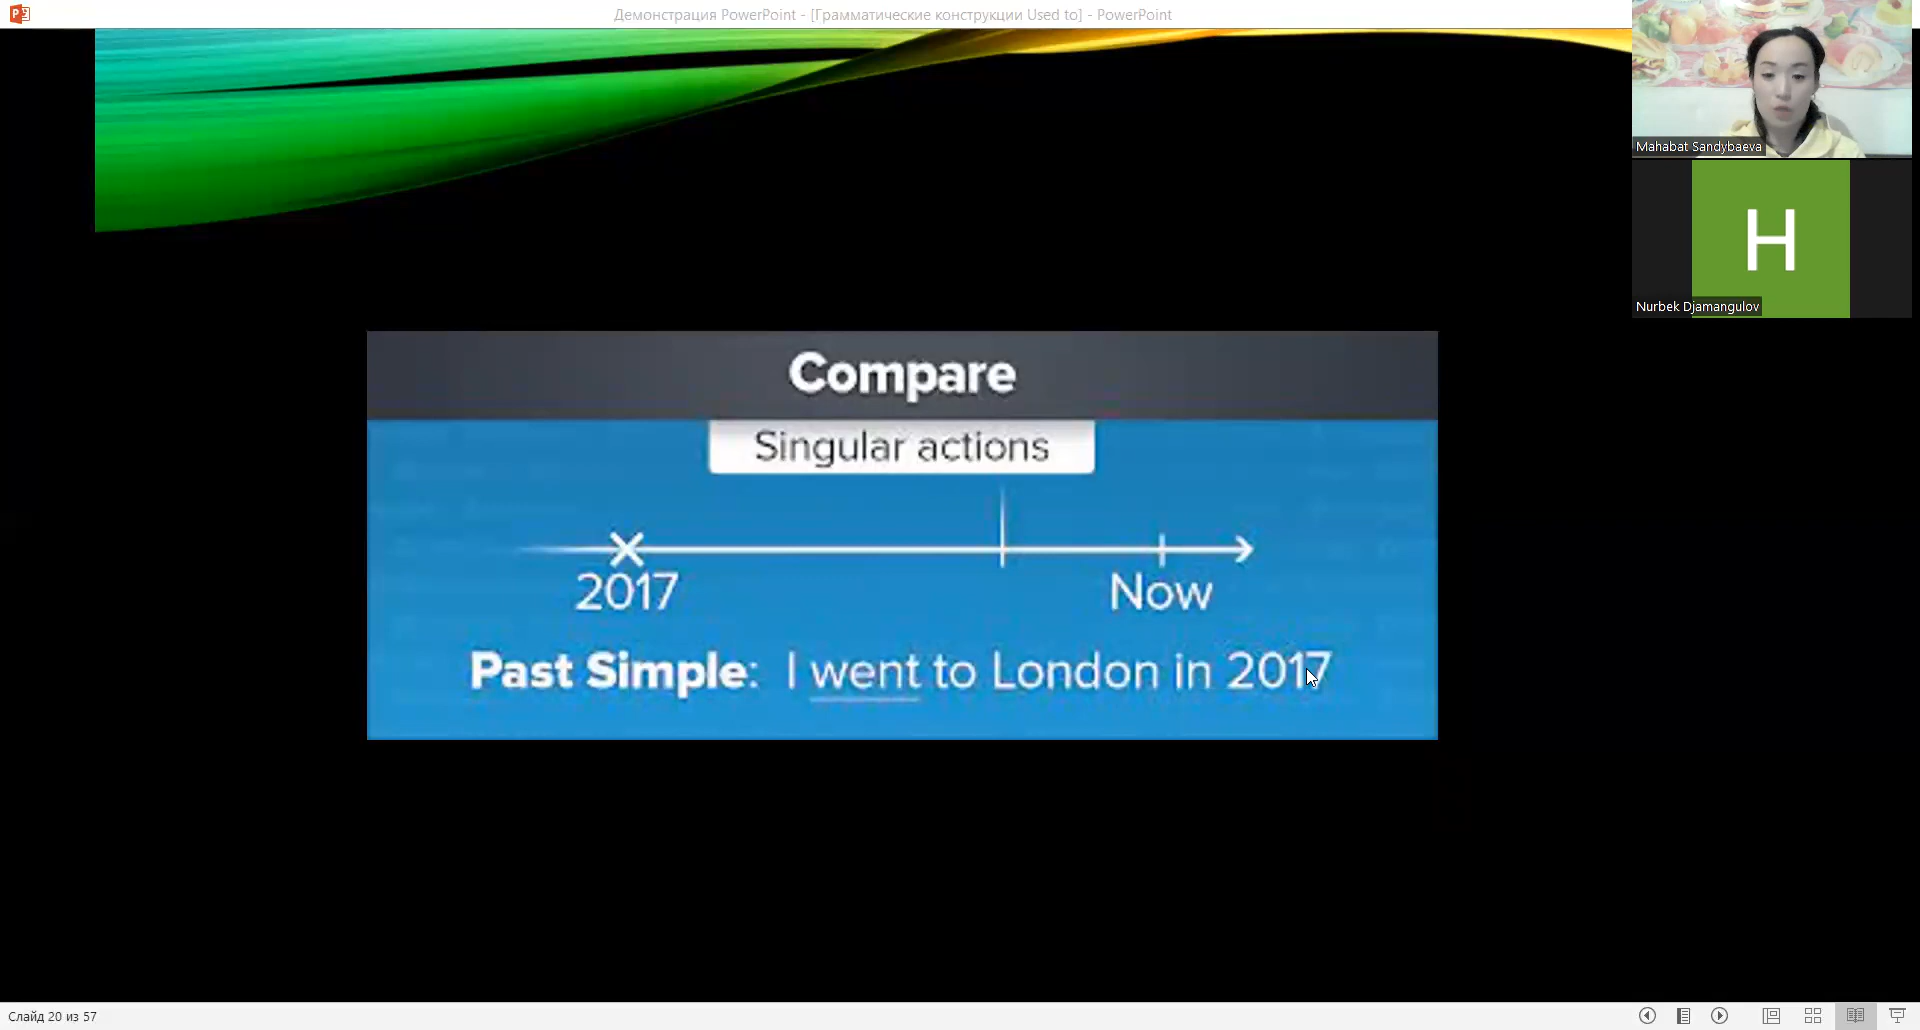 Демонстрация PowerPoint - [Грамматические конструкции Used to] - PowerPoint
Mahabat Sandybaeva
H
Nurbek Djamangulov
Compare
Singular actions
2017
Now
Past Simple: I went to London in 2017
Слайд 20 из 57